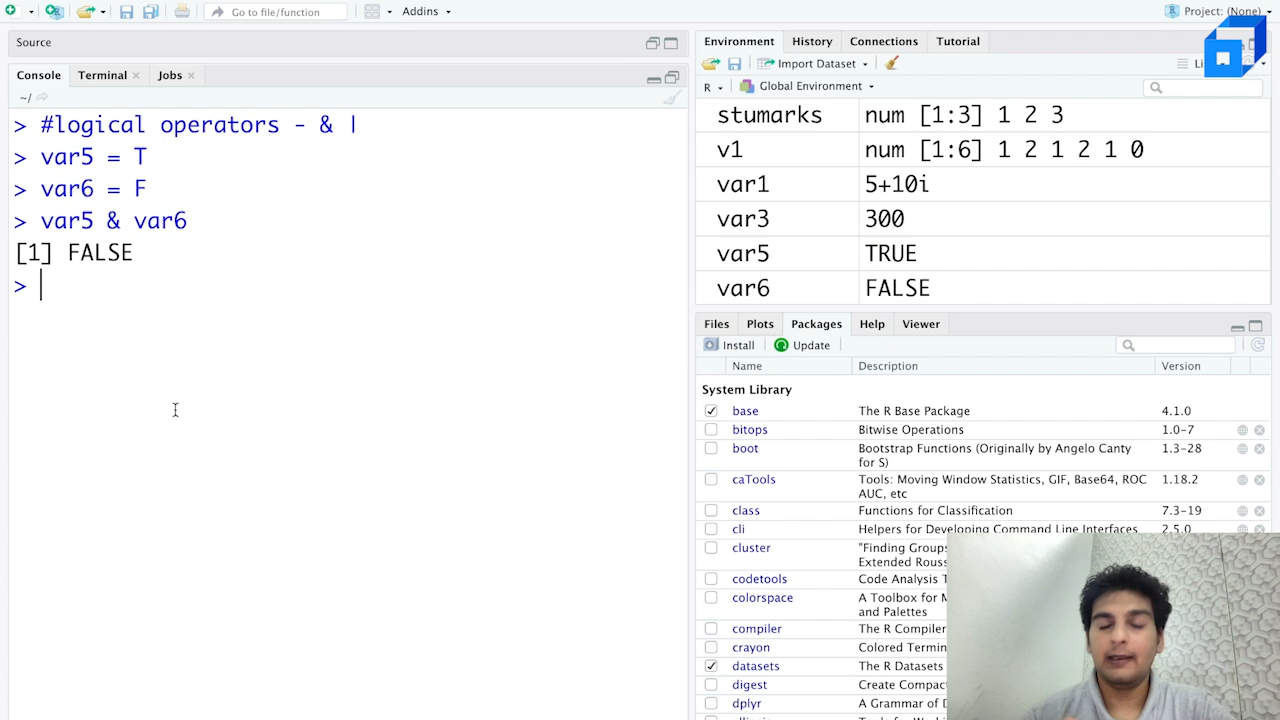 Go to file/function
Addins
Project: (None)
Source
Console
Terminal
Jobs
~/
> #logical operators - & |
> var5 = T
> var6 = F
> var5 & var6
[1] FALSE
>
Environment
History
Connections
Tutorial
Import Dataset
R
Global Environment
stumarks num [1:3] 1 2 3
v1 num [1:6] 1 2 1 2 1 0
var1 5+10i
var3 300
var5 TRUE
var6 FALSE
Files
Plots
Packages
Help
Viewer
Install
Update
Name Description Version
System Library
base The R Base Package 4.1.0
bitops Bitwise Operations 1.0-7
boot Bootstrap Functions (Originally by Angelo Canty 1.3-28
for S)
caTools Tools: Moving Window Statistics, GIF, Base64, ROC 1.18.2
AUC, etc
class Functions for Classification 7.3-19
cli Helpers for Developing Command Line Interfaces 2.5.0
cluster "Finding Groups
Extended Rouss
codetools Code Analysis T
colorspace A Toolbox for M
and Palettes
compiler The R Compiler
crayon Colored Termin
datasets The R Datasets
digest Create Compac
dplyr A Grammar of D